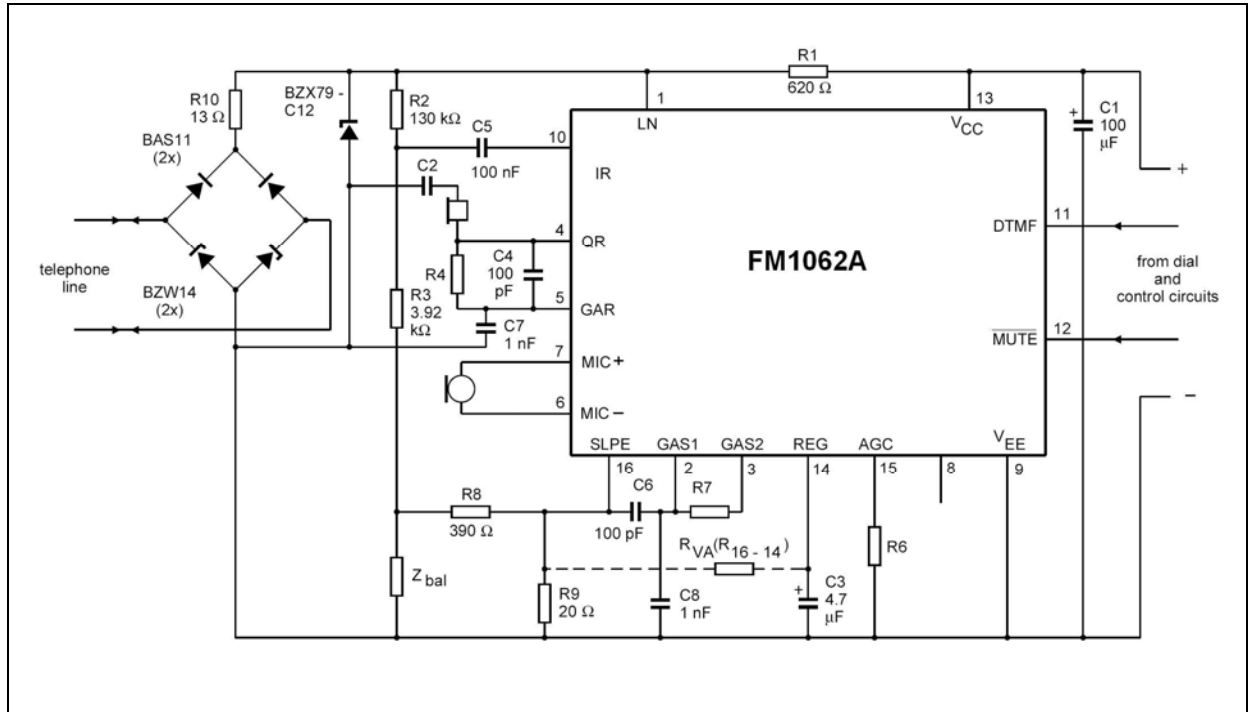 R1
620 Ω
BZX79 -
C12
R10
13 Ω
R2
130 kΩ
1
LN
13
VCC
C1
100
μF
+
BAS11
(2x)
C5
100 nF
10
IR
C2
+
4
QR
C4
100
pF
R4
FM1062A
11
DTMF
telephone
line
from dial
and
control circuits
BZW14
(2x)
R3
3.92
kΩ
5
GAR
C7
1 nF
12
MUTE
7
MIC+
6
MIC−
−
SLPE
GAS1
GAS2
REG
AGC
VEE
16
2
3
14
15
8
9
R8
390 Ω
C6
100 pF
R7
R6
RVA(R16 - 14)
Zbal
R9
20 Ω
C8
1 nF
+
C3
4.7
μF